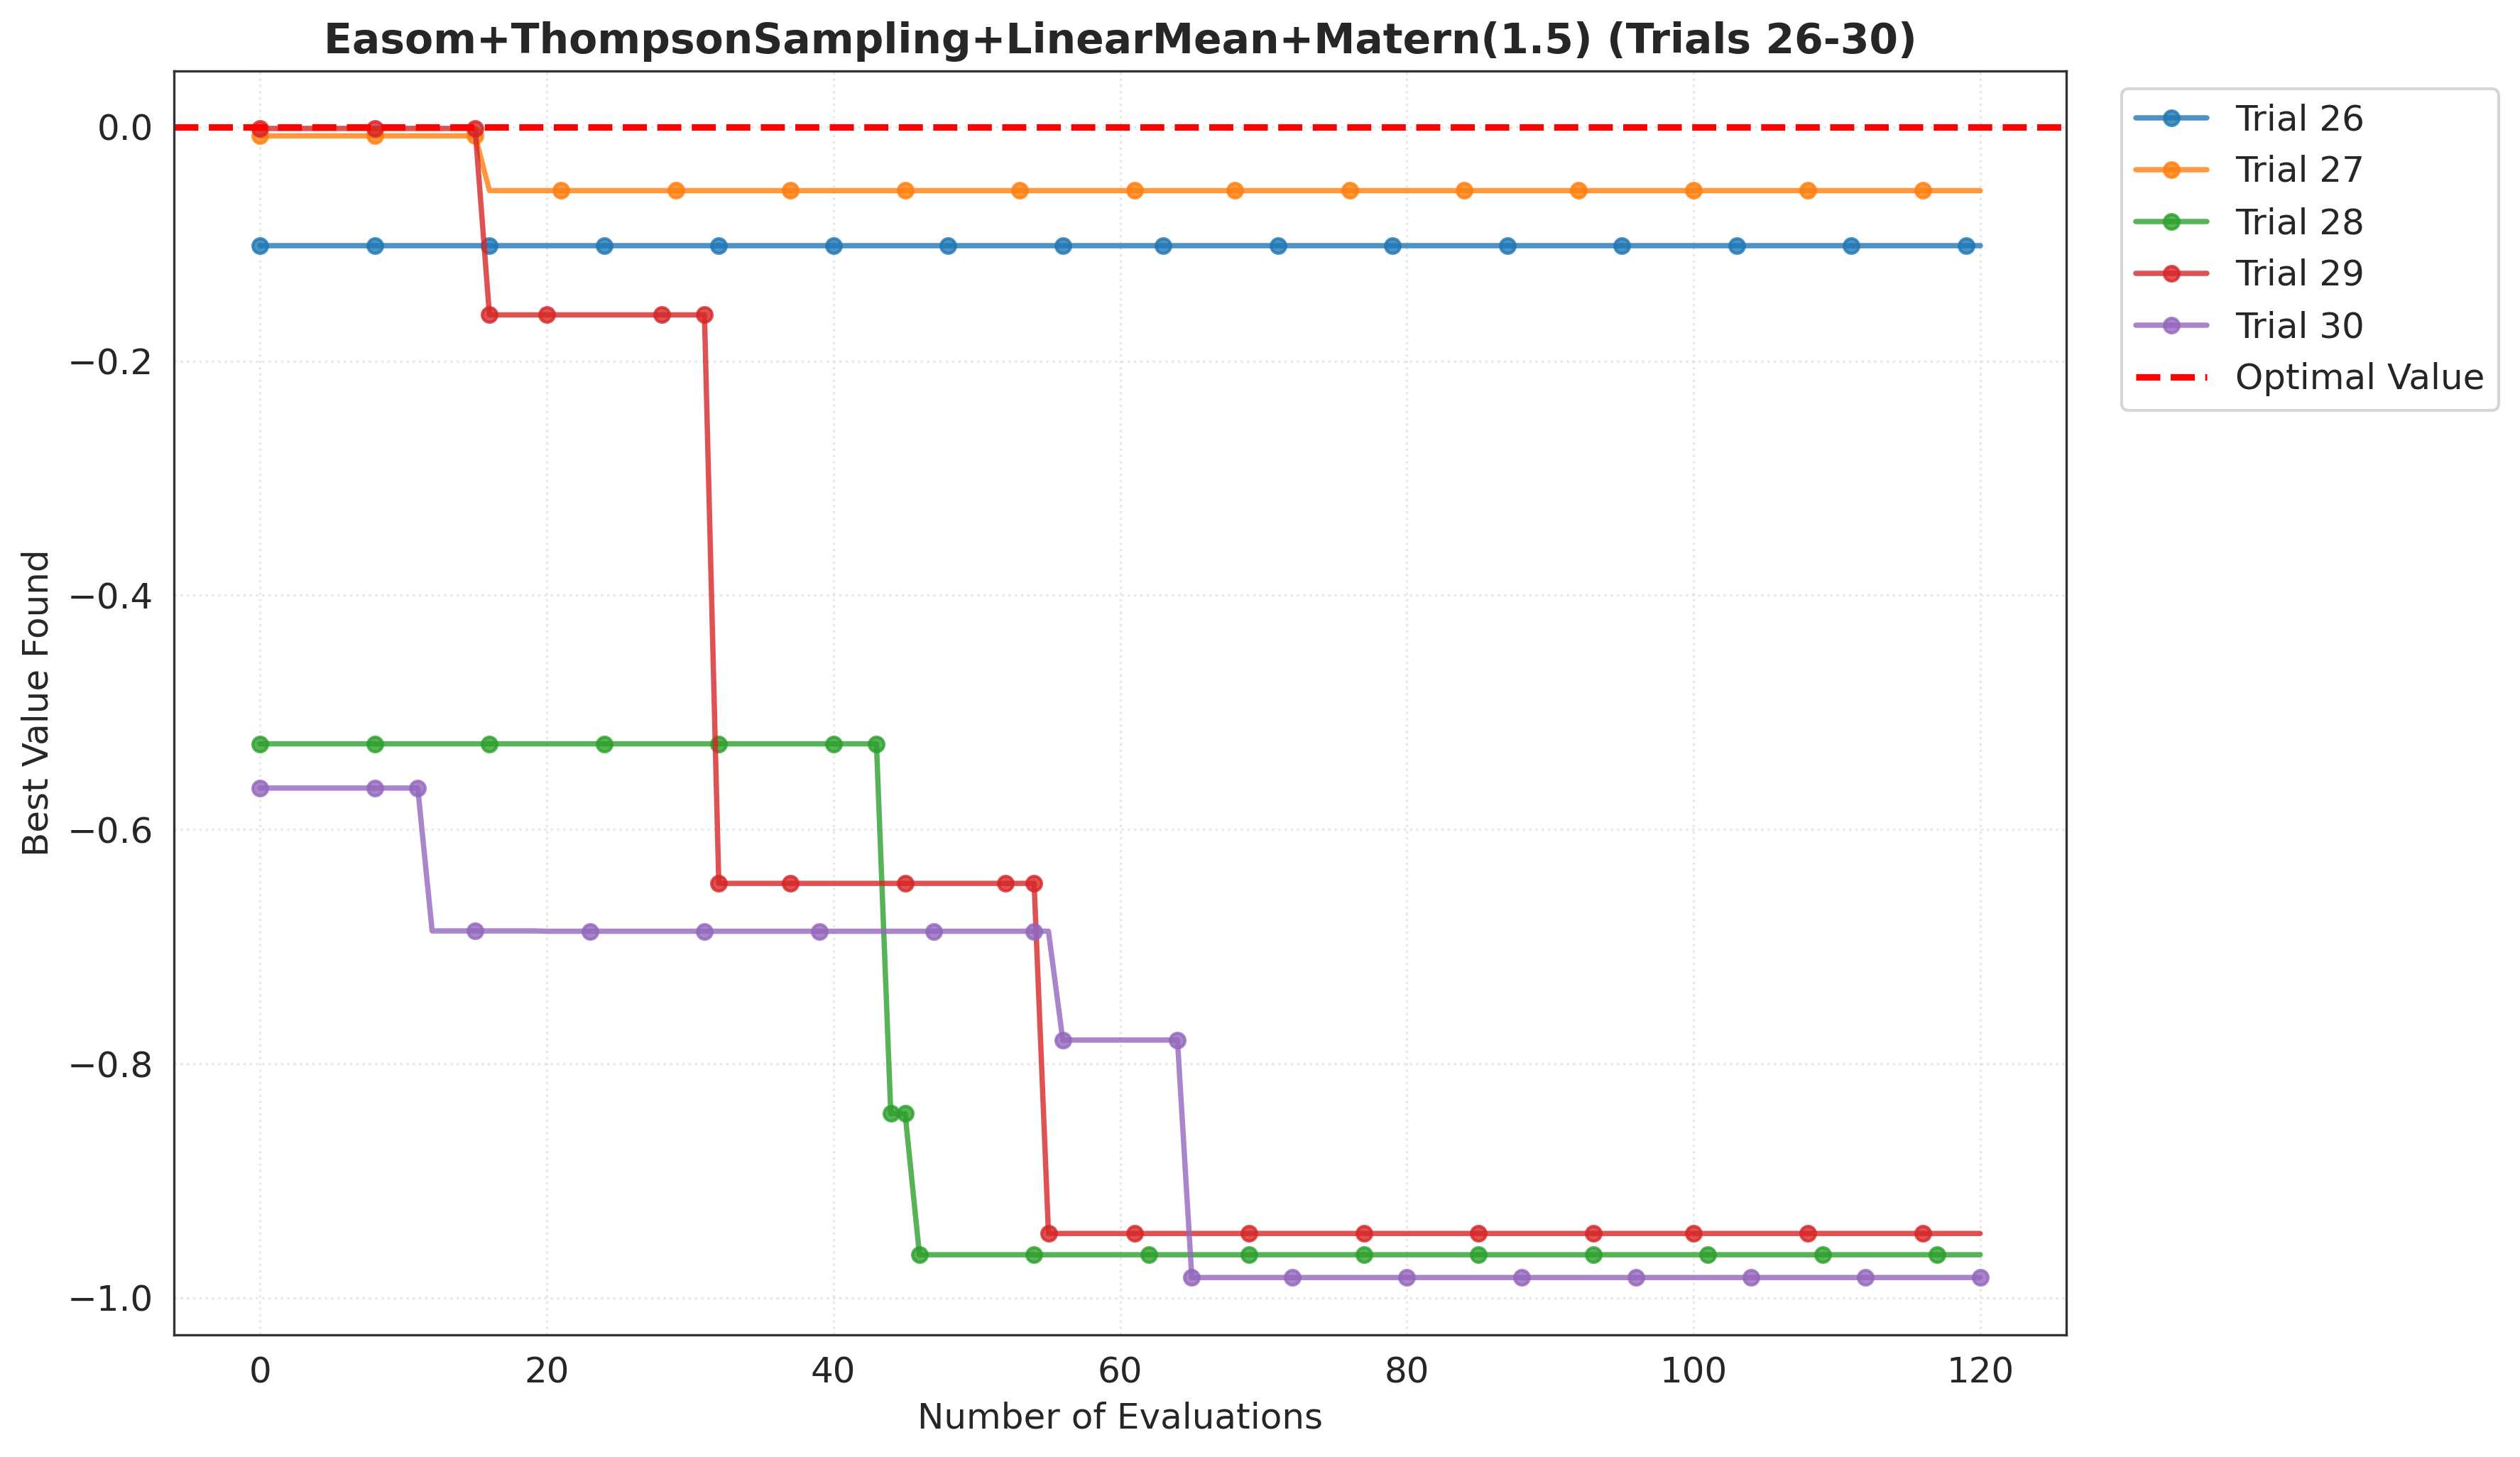 Easom+ThompsonSampling+LinearMean+Matern(1.5) (Trials 26-30)
Best Value Found
0.0
−0.2
−0.4
−0.6
−0.8
−1.0
0 20 40 60 80 100 120
Number of Evaluations
Trial 26
Trial 27
Trial 28
Trial 29
Trial 30
Optimal Value